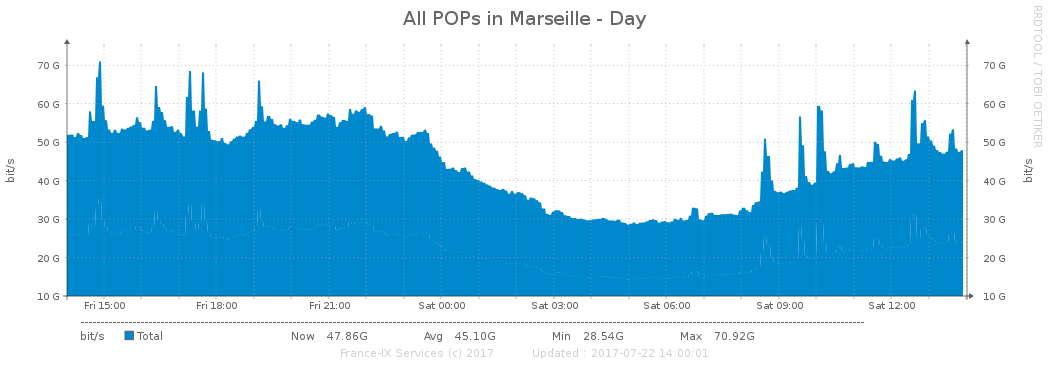 All POPs in Marseille - Day
RRDTOOL / TOBI OETIKER
bit/s
bit/s
70 G 70 G
60 G 60 G
50 G 50 G
40 G 40 G
30 G 30 G
20 G 20 G
10 G 10 G
Fri 15:00 Fri 18:00 Fri 21:00 Sat 00:00 Sat 03:00 Sat 06:00 Sat 09:00 Sat 12:00
bit/s Total Now 47.86G Avg 45.10G Min 28.54G Max 70.92G
France-IX Services (c) 2017 Updated : 2017-07-22 14:00:01